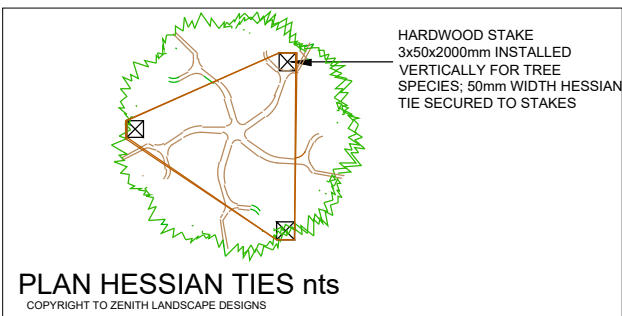 HARDWOOD STAKE
3x50x2000mm INSTALLED
VERTICALLY FOR TREE
SPECIES; 50mm WIDTH HESSIAN
TIE SECURED TO STAKES
PLAN HESSIAN TIES nts
COPYRIGHT TO ZENITH LANDSCAPE DESIGNS